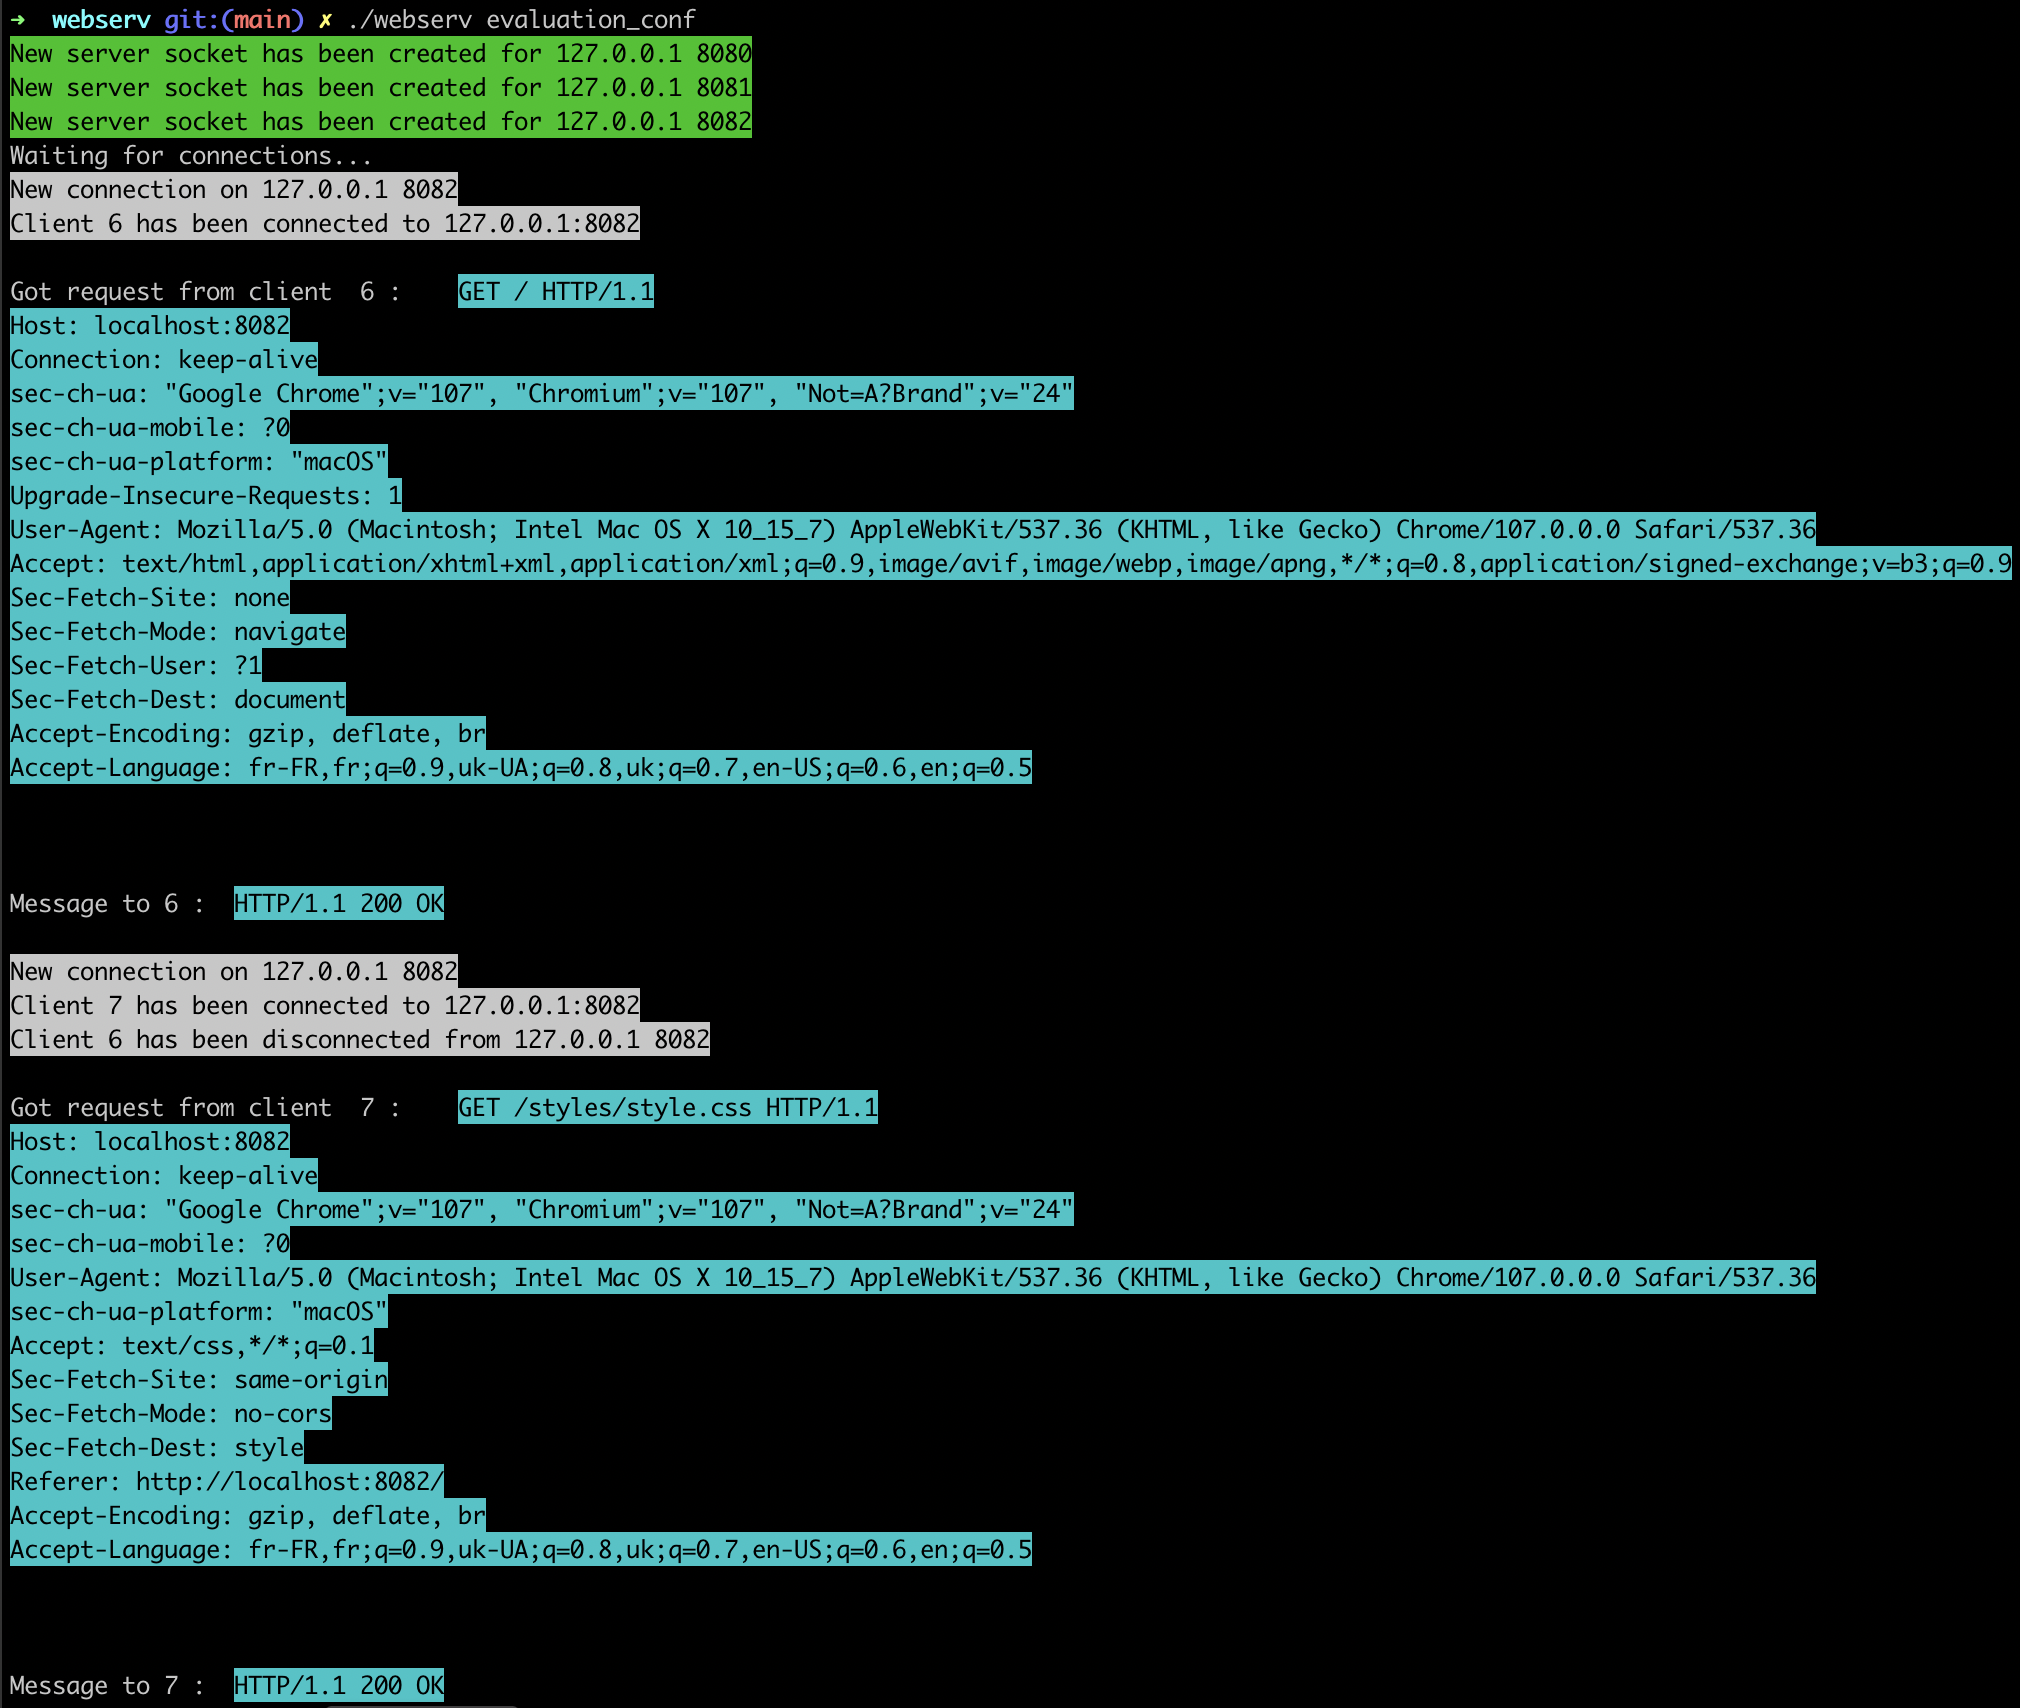 ➜  webserv git:(main) ✗ ./webserv evaluation_conf
New server socket has been created for 127.0.0.1 8080
New server socket has been created for 127.0.0.1 8081
New server socket has been created for 127.0.0.1 8082
Waiting for connections...
New connection on 127.0.0.1 8082
Client 6 has been connected to 127.0.0.1:8082
Got request from client  6 :    GET / HTTP/1.1
Host: localhost:8082
Connection: keep-alive
sec-ch-ua: "Google Chrome";v="107", "Chromium";v="107", "Not=A?Brand";v="24"
sec-ch-ua-mobile: ?0
sec-ch-ua-platform: "macOS"
Upgrade-Insecure-Requests: 1
User-Agent: Mozilla/5.0 (Macintosh; Intel Mac OS X 10_15_7) AppleWebKit/537.36 (KHTML, like Gecko) Chrome/107.0.0.0 Safari/537.36
Accept: text/html,application/xhtml+xml,application/xml;q=0.9,image/avif,image/webp,image/apng,*/*;q=0.8,application/signed-exchange;v=b3;q=0.9
Sec-Fetch-Site: none
Sec-Fetch-Mode: navigate
Sec-Fetch-User: ?1
Sec-Fetch-Dest: document
Accept-Encoding: gzip, deflate, br
Accept-Language: fr-FR,fr;q=0.9,uk-UA;q=0.8,uk;q=0.7,en-US;q=0.6,en;q=0.5
Message to 6 :  HTTP/1.1 200 OK
New connection on 127.0.0.1 8082
Client 7 has been connected to 127.0.0.1:8082
Client 6 has been disconnected from 127.0.0.1 8082
Got request from client  7 :    GET /styles/style.css HTTP/1.1
Host: localhost:8082
Connection: keep-alive
sec-ch-ua: "Google Chrome";v="107", "Chromium";v="107", "Not=A?Brand";v="24"
sec-ch-ua-mobile: ?0
User-Agent: Mozilla/5.0 (Macintosh; Intel Mac OS X 10_15_7) AppleWebKit/537.36 (KHTML, like Gecko) Chrome/107.0.0.0 Safari/537.36
sec-ch-ua-platform: "macOS"
Accept: text/css,*/*;q=0.1
Sec-Fetch-Site: same-origin
Sec-Fetch-Mode: no-cors
Sec-Fetch-Dest: style
Referer: http://localhost:8082/
Accept-Encoding: gzip, deflate, br
Accept-Language: fr-FR,fr;q=0.9,uk-UA;q=0.8,uk;q=0.7,en-US;q=0.6,en;q=0.5
Message to 7 :  HTTP/1.1 200 OK